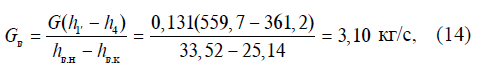 G_в = G(h_1' − h_4) / (h_в.н − h_в.к) = 0,131(559,7 − 361,2) / (33,52 − 25,14) = 3,10 кг/с, (14)